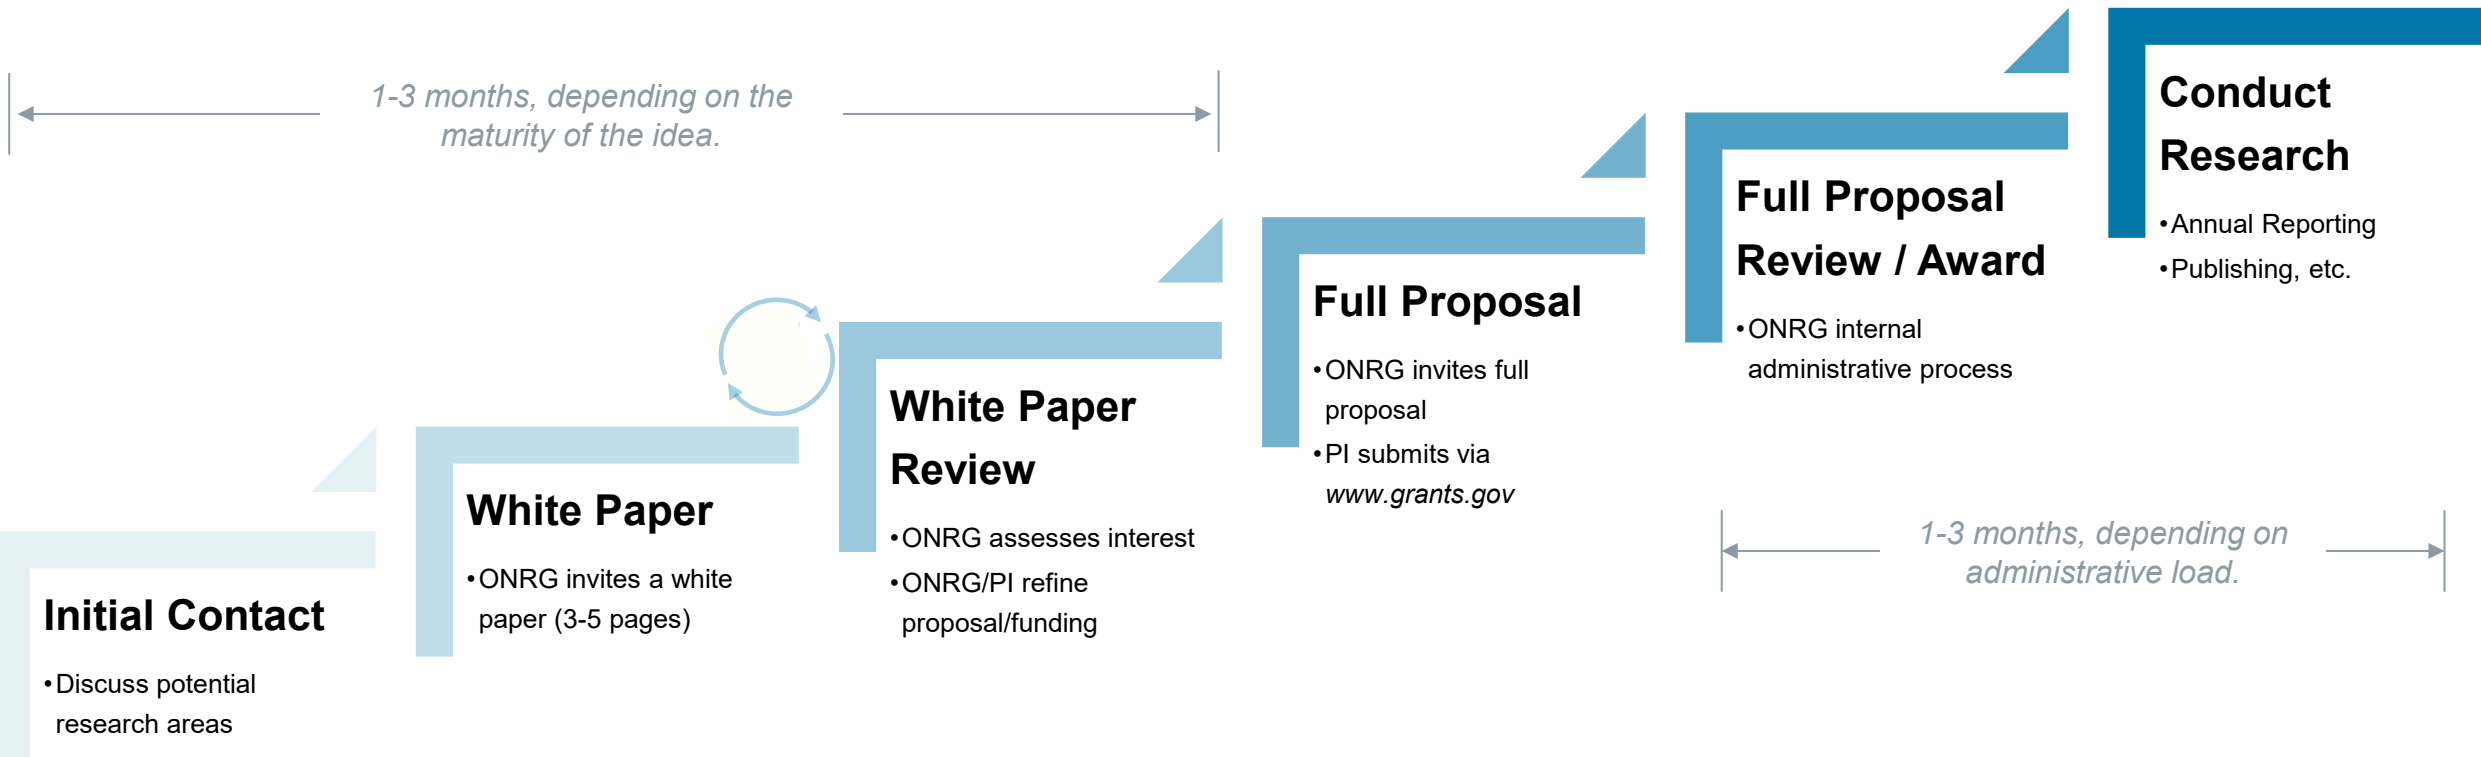 1-3 months, depending on the
maturity of the idea.
Initial Contact
•Discuss potential
research areas
White Paper
•ONRG invites a white
paper (3-5 pages)
White Paper
Review
•ONRG assesses interest
•ONRG/PI refine
proposal/funding
Full Proposal
•ONRG invites full
proposal
•PI submits via
www.grants.gov
Full Proposal
Review / Award
•ONRG internal
administrative process
Conduct
Research
•Annual Reporting
•Publishing, etc.
1-3 months, depending on
administrative load.